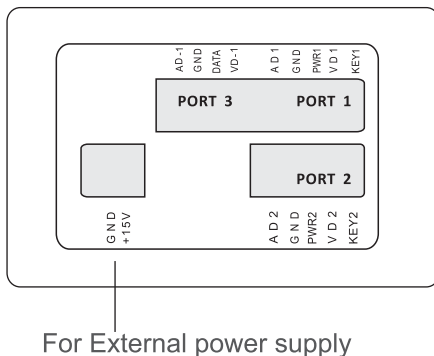 AD-1 GND DATA VD-1 AD1 GND PWR1 VD1 KEY1
PORT 3 PORT 1
PORT 2
GND +15V AD2 GND PWR2 VD2 KEY2
For External power supply